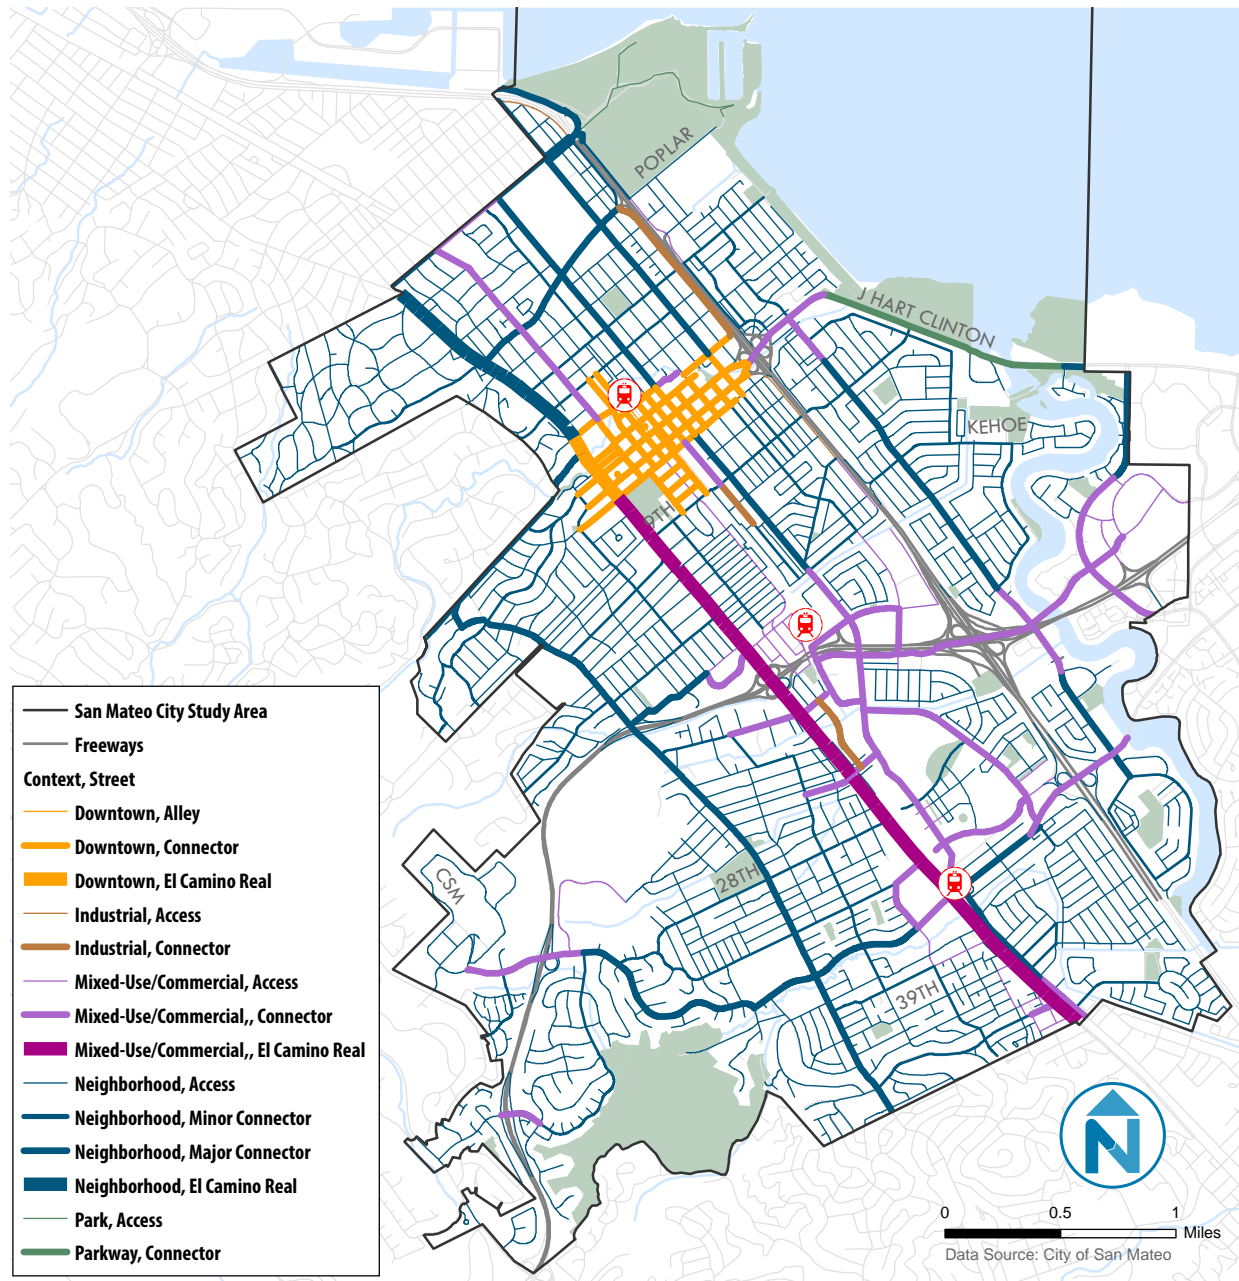 POPLAR
J HART CLINTON
KEHOE
9TH
28TH
CSM
39TH
San Mateo City Study Area
Freeways
Context, Street
Downtown, Alley
Downtown, Connector
Downtown, El Camino Real
Industrial, Access
Industrial, Connector
Mixed-Use/Commercial, Access
Mixed-Use/Commercial,, Connector
Mixed-Use/Commercial,, El Camino Real
Neighborhood, Access
Neighborhood, Minor Connector
Neighborhood, Major Connector
Neighborhood, El Camino Real
Park, Access
Parkway, Connector
N
0 0.5 1
Miles
Data Source: City of San Mateo